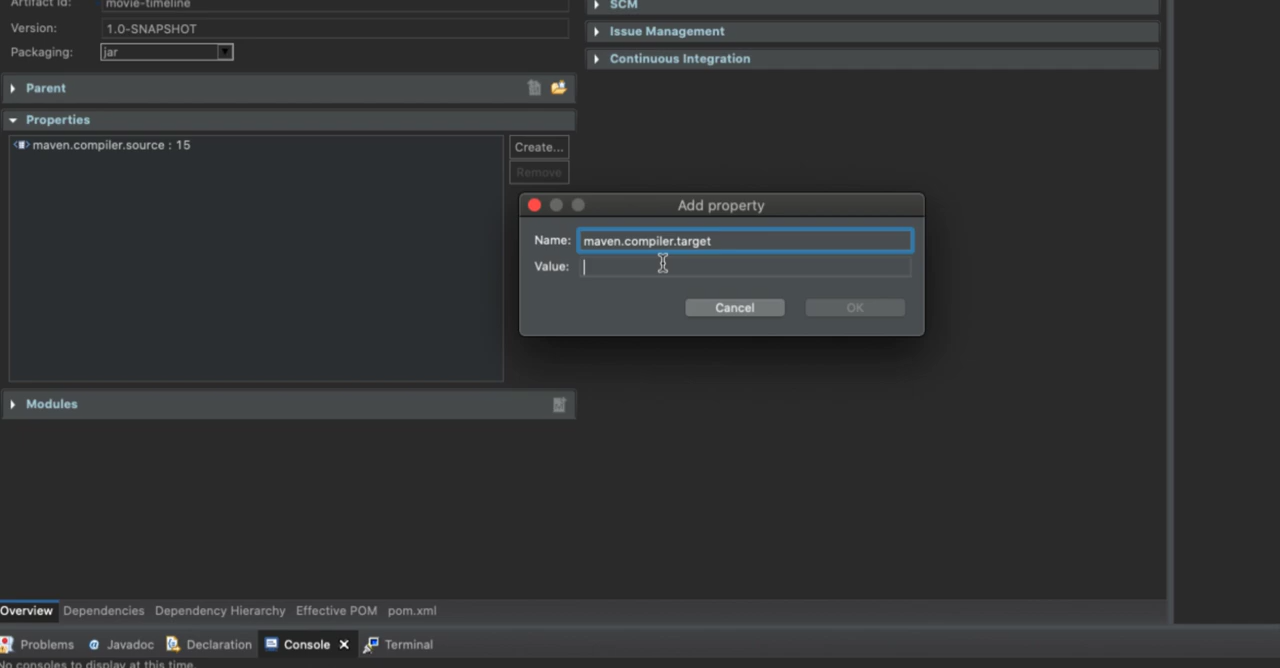 Artifact Id: movie-timeline
Version: 1.0-SNAPSHOT
Packaging: jar
Parent
Properties
maven.compiler.source : 15
Create...
Remove
Modules
SCM
Issue Management
Continuous Integration
Add property
Name: maven.compiler.target
Value:
Cancel OK
Overview Dependencies Dependency Hierarchy Effective POM pom.xml
Problems @ Javadoc Declaration Console Terminal
No consoles to display at this time.